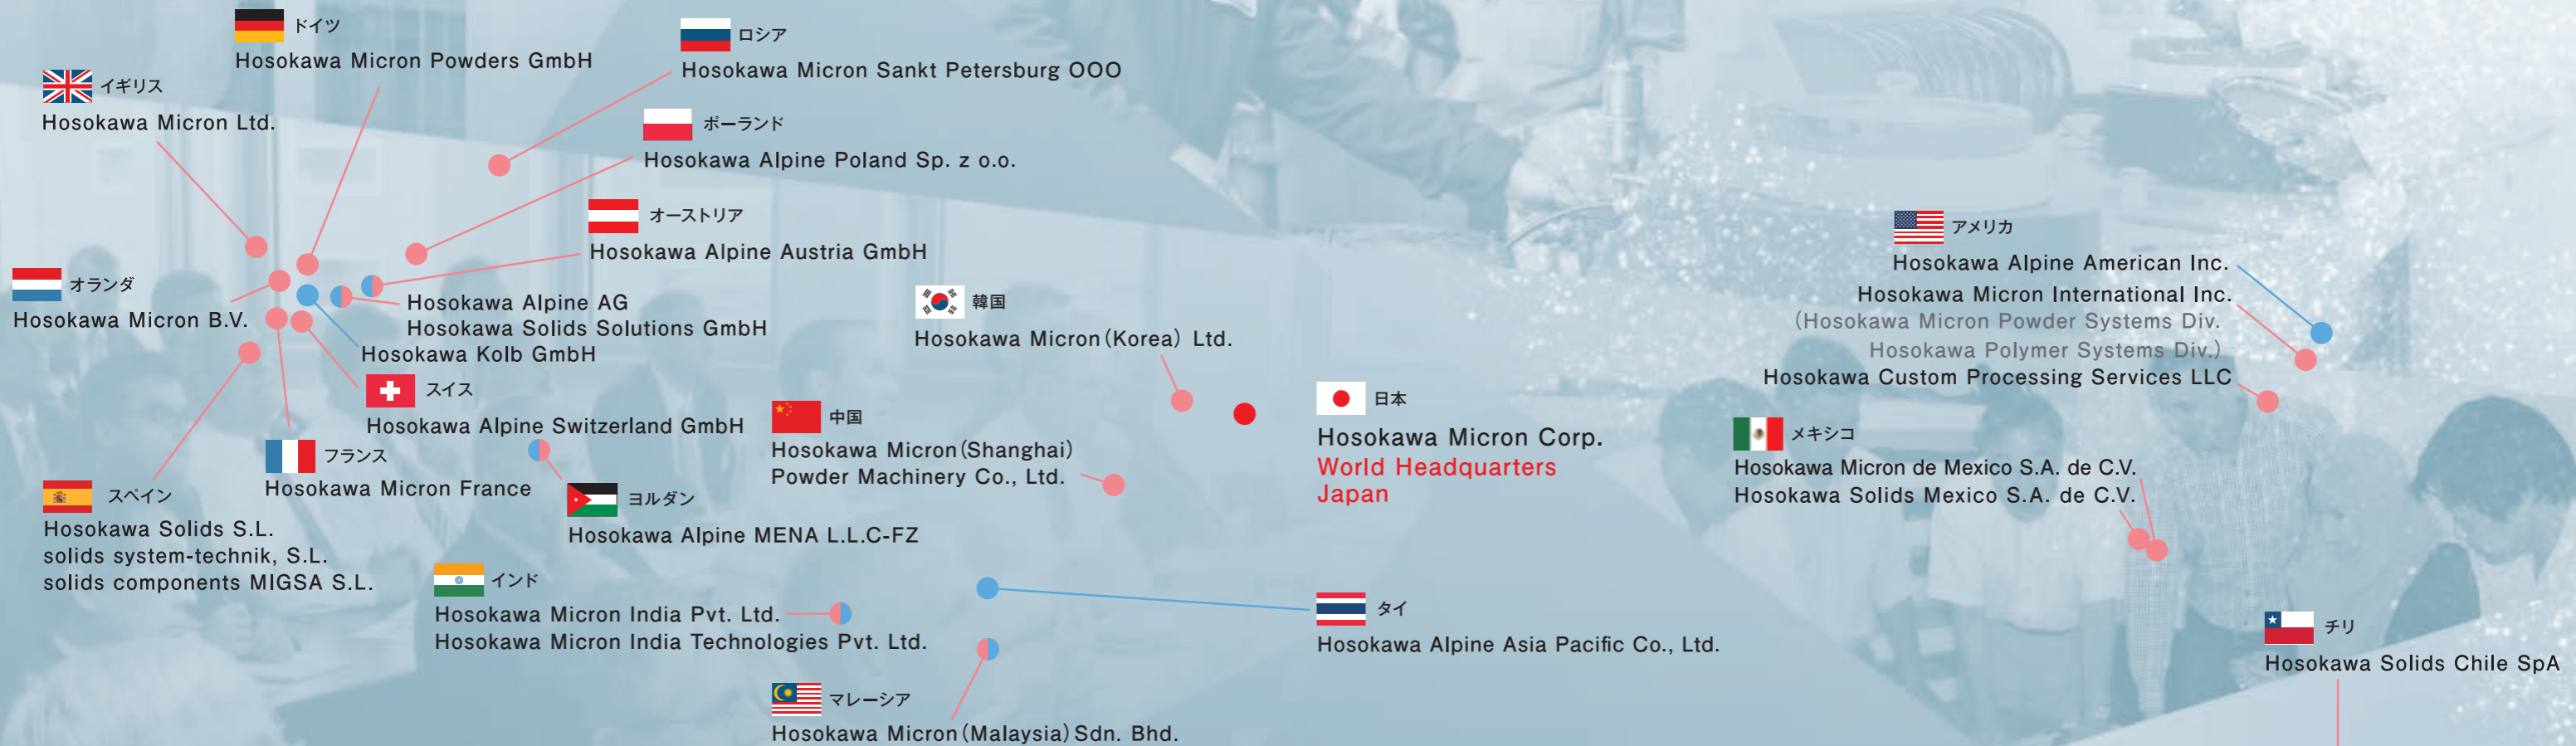 ドイツ
Hosokawa Micron Powders GmbH
イギリス
Hosokawa Micron Ltd.
ロシア
Hosokawa Micron Sankt Petersburg OOO
ポーランド
Hosokawa Alpine Poland Sp. z o.o.
オーストリア
Hosokawa Alpine Austria GmbH
オランダ
Hosokawa Micron B.V.
Hosokawa Alpine AG
Hosokawa Solids Solutions GmbH
Hosokawa Kolb GmbH
スイス
Hosokawa Alpine Switzerland GmbH
フランス
Hosokawa Micron France
スペイン
Hosokawa Solids S.L.
solids system-technik, S.L.
solids components MIGSA S.L.
ヨルダン
Hosokawa Alpine MENA L.L.C-FZ
インド
Hosokawa Micron India Pvt. Ltd.
Hosokawa Micron India Technologies Pvt. Ltd.
韓国
Hosokawa Micron(Korea) Ltd.
中国
Hosokawa Micron(Shanghai)
Powder Machinery Co., Ltd.
マレーシア
Hosokawa Micron(Malaysia)Sdn. Bhd.
日本
Hosokawa Micron Corp.
World Headquarters
Japan
タイ
Hosokawa Alpine Asia Pacific Co., Ltd.
アメリカ
Hosokawa Alpine American Inc.
Hosokawa Micron International Inc.
(Hosokawa Micron Powder Systems Div.
Hosokawa Polymer Systems Div.)
Hosokawa Custom Processing Services LLC
メキシコ
Hosokawa Micron de Mexico S.A. de C.V.
Hosokawa Solids Mexico S.A. de C.V.
チリ
Hosokawa Solids Chile SpA